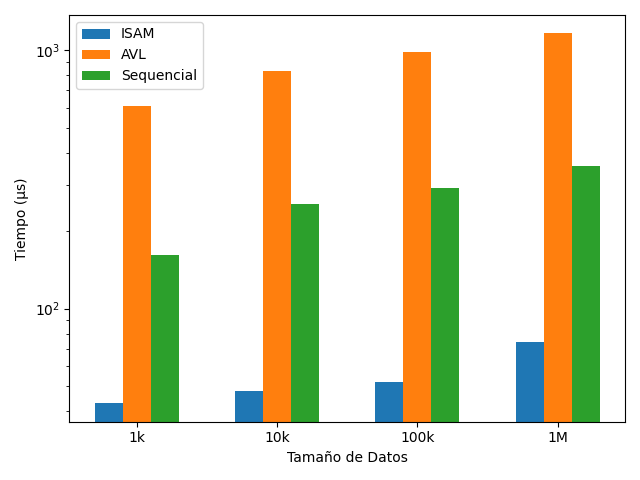 ISAM
AVL
Sequencial
10³
10²
Tiempo (µs)
1k
10k
100k
1M
Tamaño de Datos